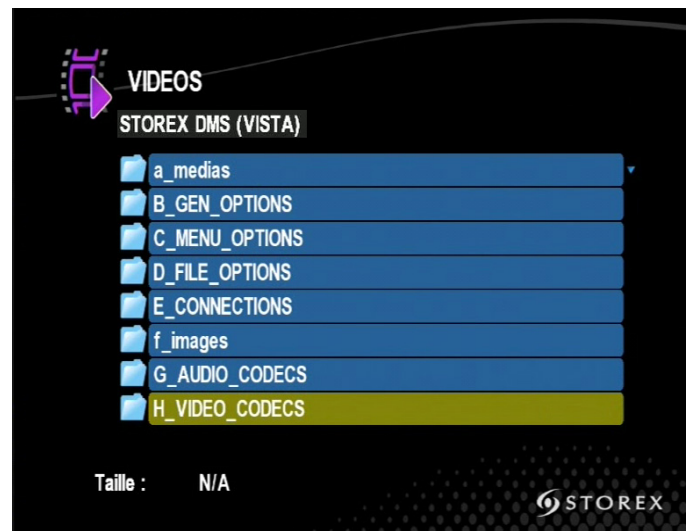 VIDEOS
STOREX DMS (VISTA)
a_medias
B_GEN_OPTIONS
C_MENU_OPTIONS
D_FILE_OPTIONS
E_CONNECTIONS
f_images
G_AUDIO_CODECS
H_VIDEO_CODECS
Taille : N/A
STOREX